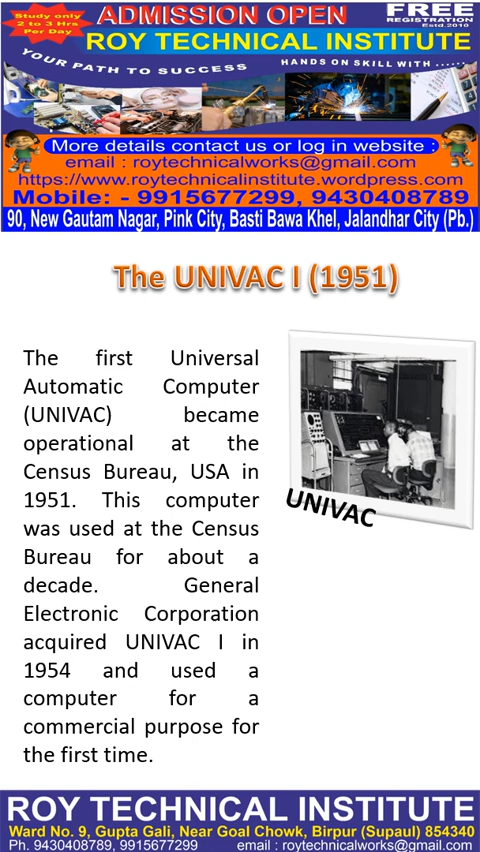 Study only
2 to 3 Hrs
Per Day
ADMISSION OPEN
FREE
REGISTRATION
Estd.2010
ROY TECHNICAL INSTITUTE
YOUR PATH TO SUCCESS
HANDS ON SKILL WITH ......
More details contact us or log in website :
email : roytechnicalworks@gmail.com
https://www.roytechnicalinstitute.wordpress.com
Mobile: - 9915677299, 9430408789
90, New Gautam Nagar, Pink City, Basti Bawa Khel, Jalandhar City (Pb.)
The UNIVAC I (1951)
The first Universal
Automatic Computer
(UNIVAC) became
operational at the
Census Bureau, USA in
1951. This computer
was used at the Census
Bureau for about a
decade. General
Electronic Corporation
acquired UNIVAC I in
1954 and used a
computer for a
commercial purpose for
the first time.
UNIVAC
ROY TECHNICAL INSTITUTE
Ward No. 9, Gupta Gali, Near Goal Chowk, Birpur (Supaul) 854340
Ph. 9430408789, 9915677299 email : roytechnicalworks@gmail.com